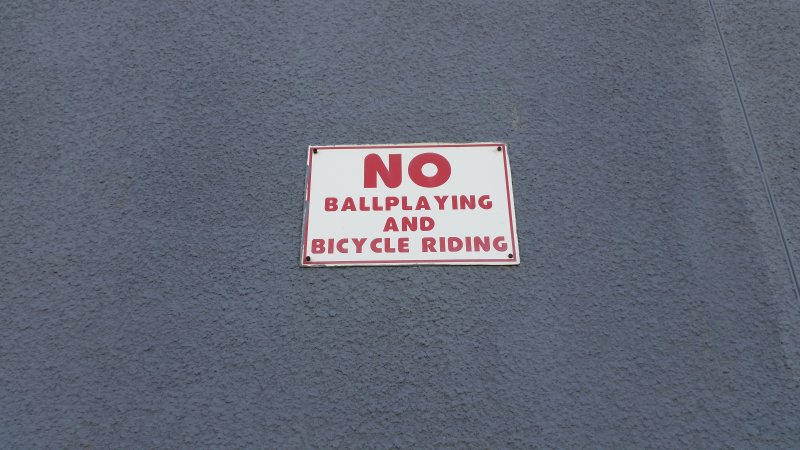 NO
BALLPLAYING
AND
BICYCLE RIDING